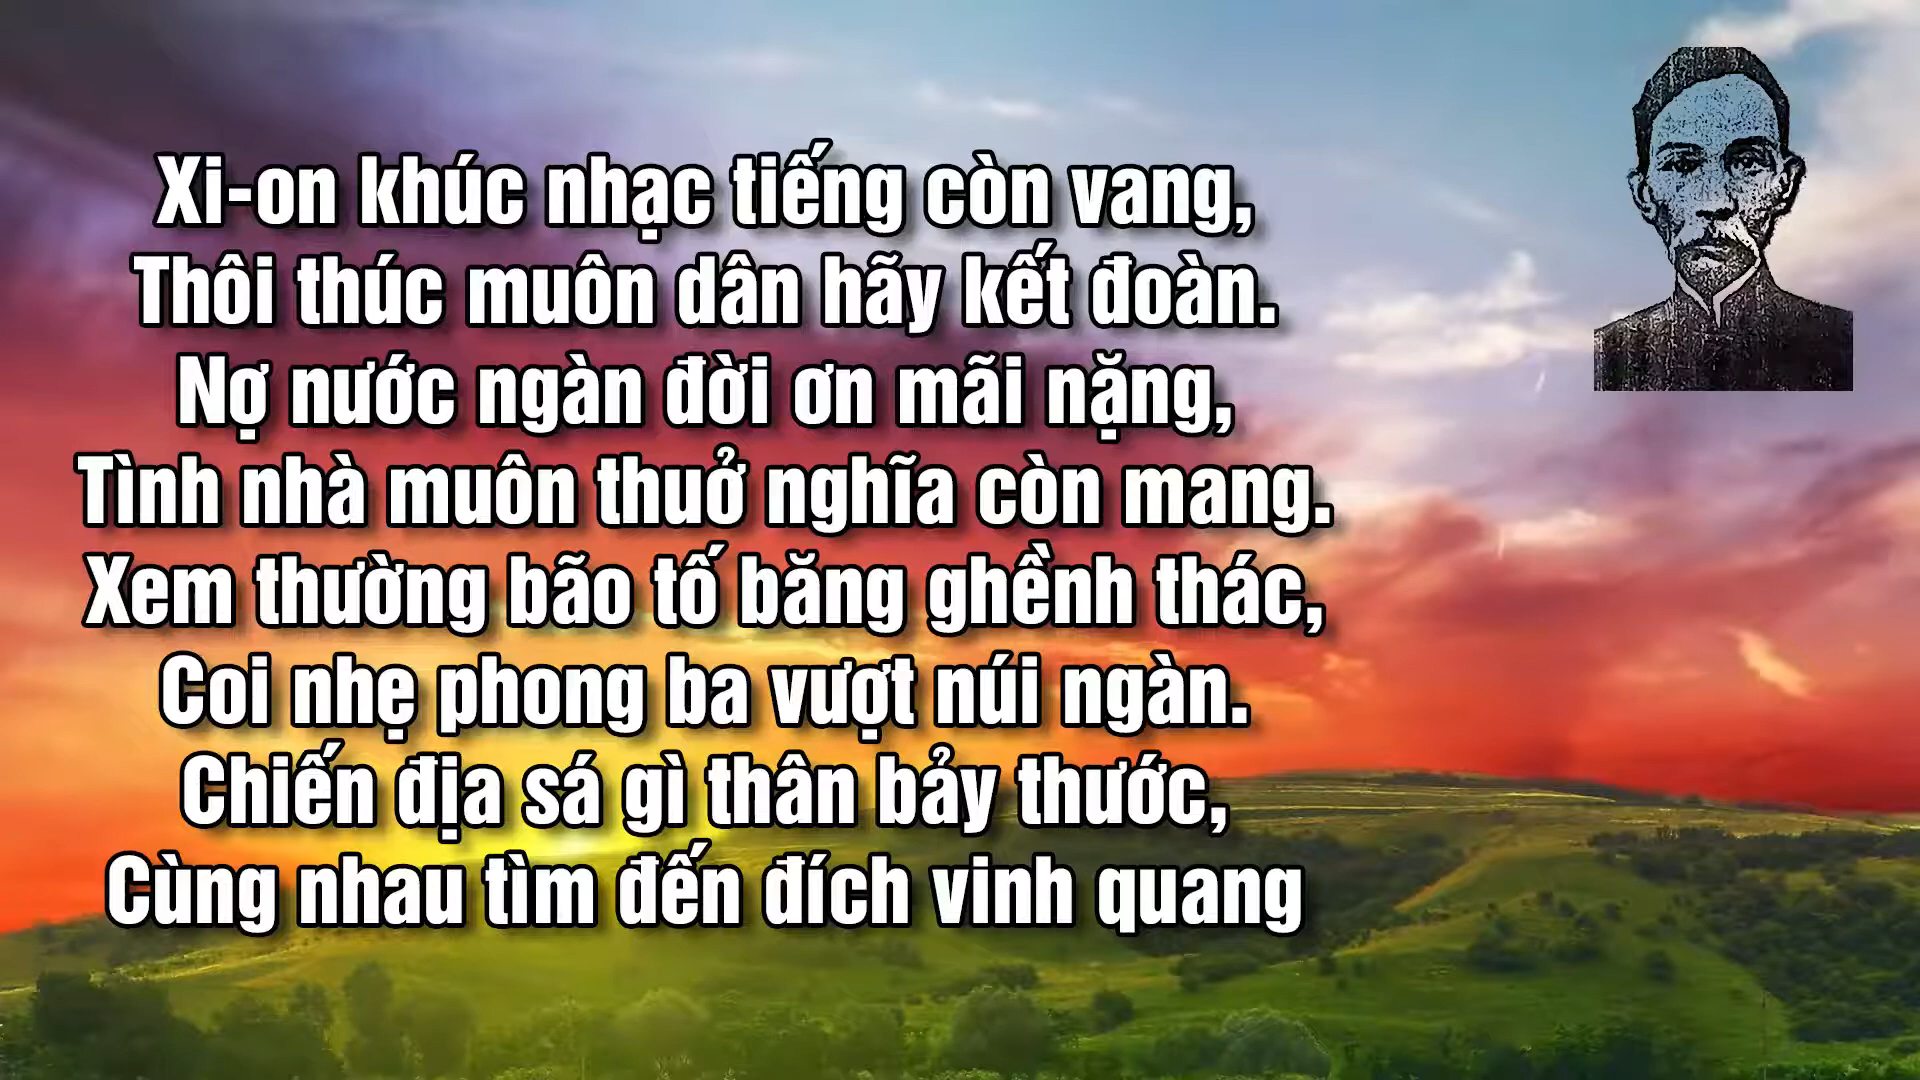 Xi-on khúc nhạc tiếng còn vang,
Thôi thúc muôn dân hãy kết đoàn.
Nợ nước ngàn đời ơn mãi nặng,
Tình nhà muôn thuở nghĩa còn mang.
Xem thường bão tố băng ghềnh thác,
Coi nhẹ phong ba vượt núi ngàn.
Chiến địa sá gì thân bảy thước,
Cùng nhau tìm đến đích vinh quang